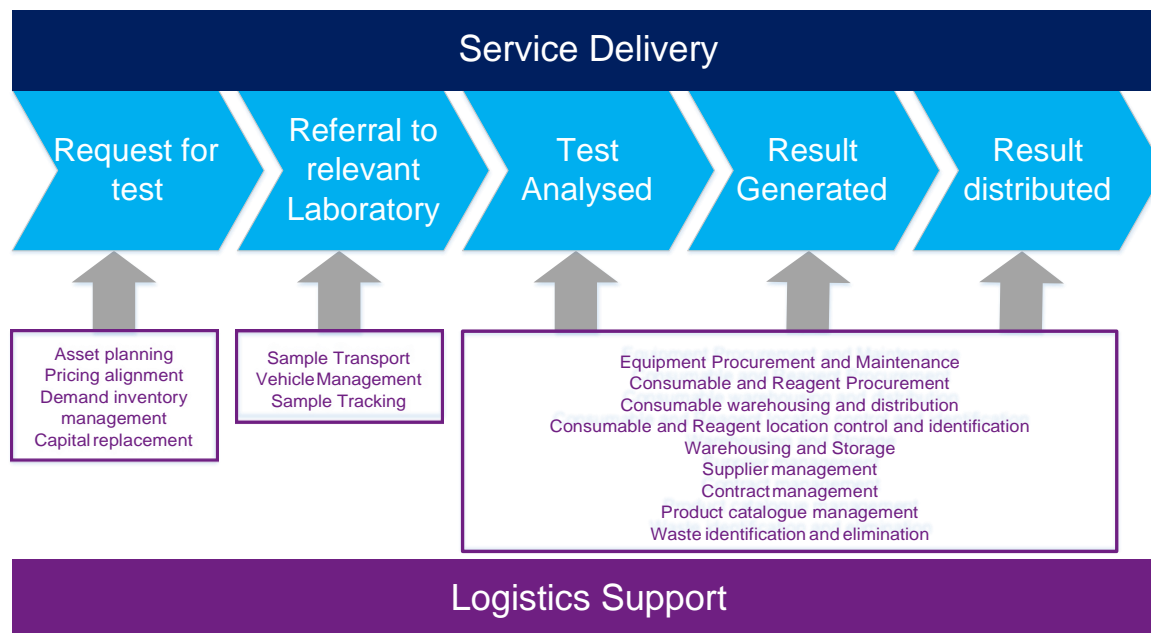 Service Delivery
Request for
test
Referral to
relevant
Laboratory
Test
Analysed
Result
Generated
Result
distributed
Asset planning
Pricing alignment
Demand inventory
management
Capital replacement
Sample Transport
Vehicle Management
Sample Tracking
Equipment Procurement and Maintenance
Consumable and Reagent Procurement
Consumable warehousing and distribution
Consumable and Reagent location control and identification
Warehousing and Storage
Supplier management
Contract management
Product catalogue management
Waste identification and elimination
Logistics Support